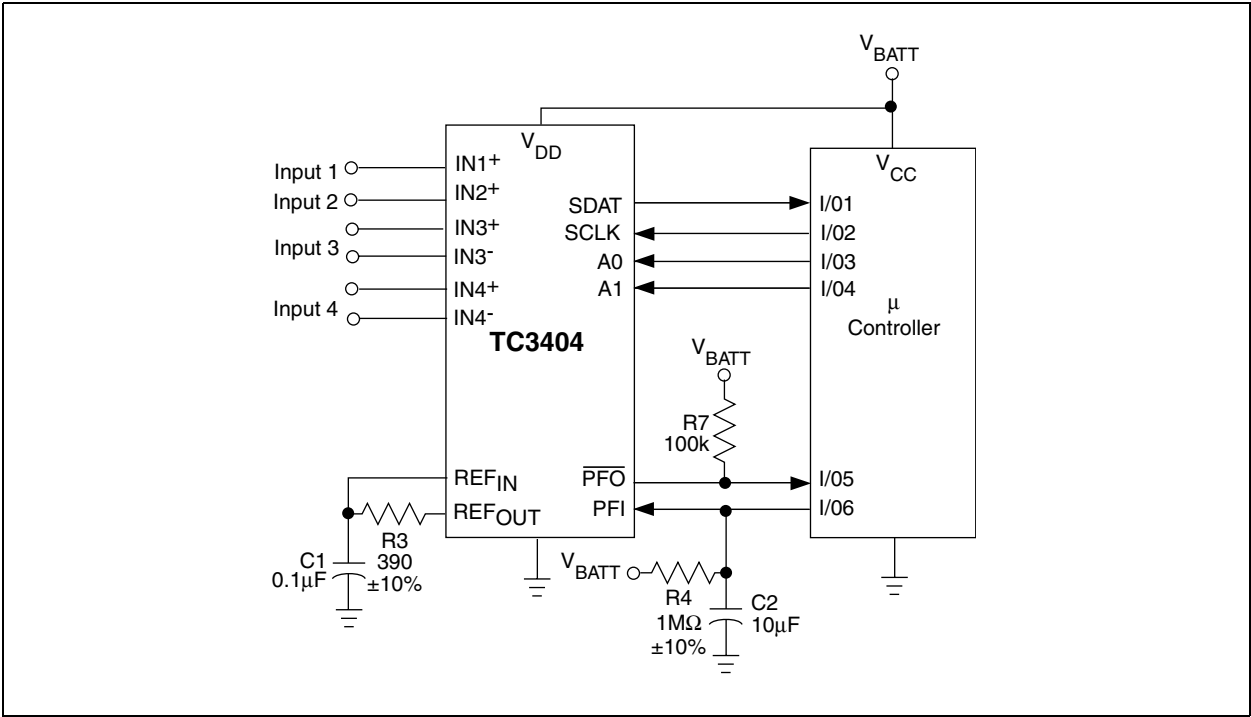 VBATT
VDD
VCC
Input 1
IN1+
Input 2
IN2+
Input 3
IN3+
IN3-
Input 4
IN4+
IN4-
SDAT
SCLK
A0
A1
I/01
I/02
I/03
I/04
TC3404
µ
Controller
VBATT
R7
100k
REFIN
REFOUT
PFO
PFI
I/05
I/06
R3
390
±10%
C1
0.1µF
VBATT
R4
1MΩ
±10%
C2
10µF